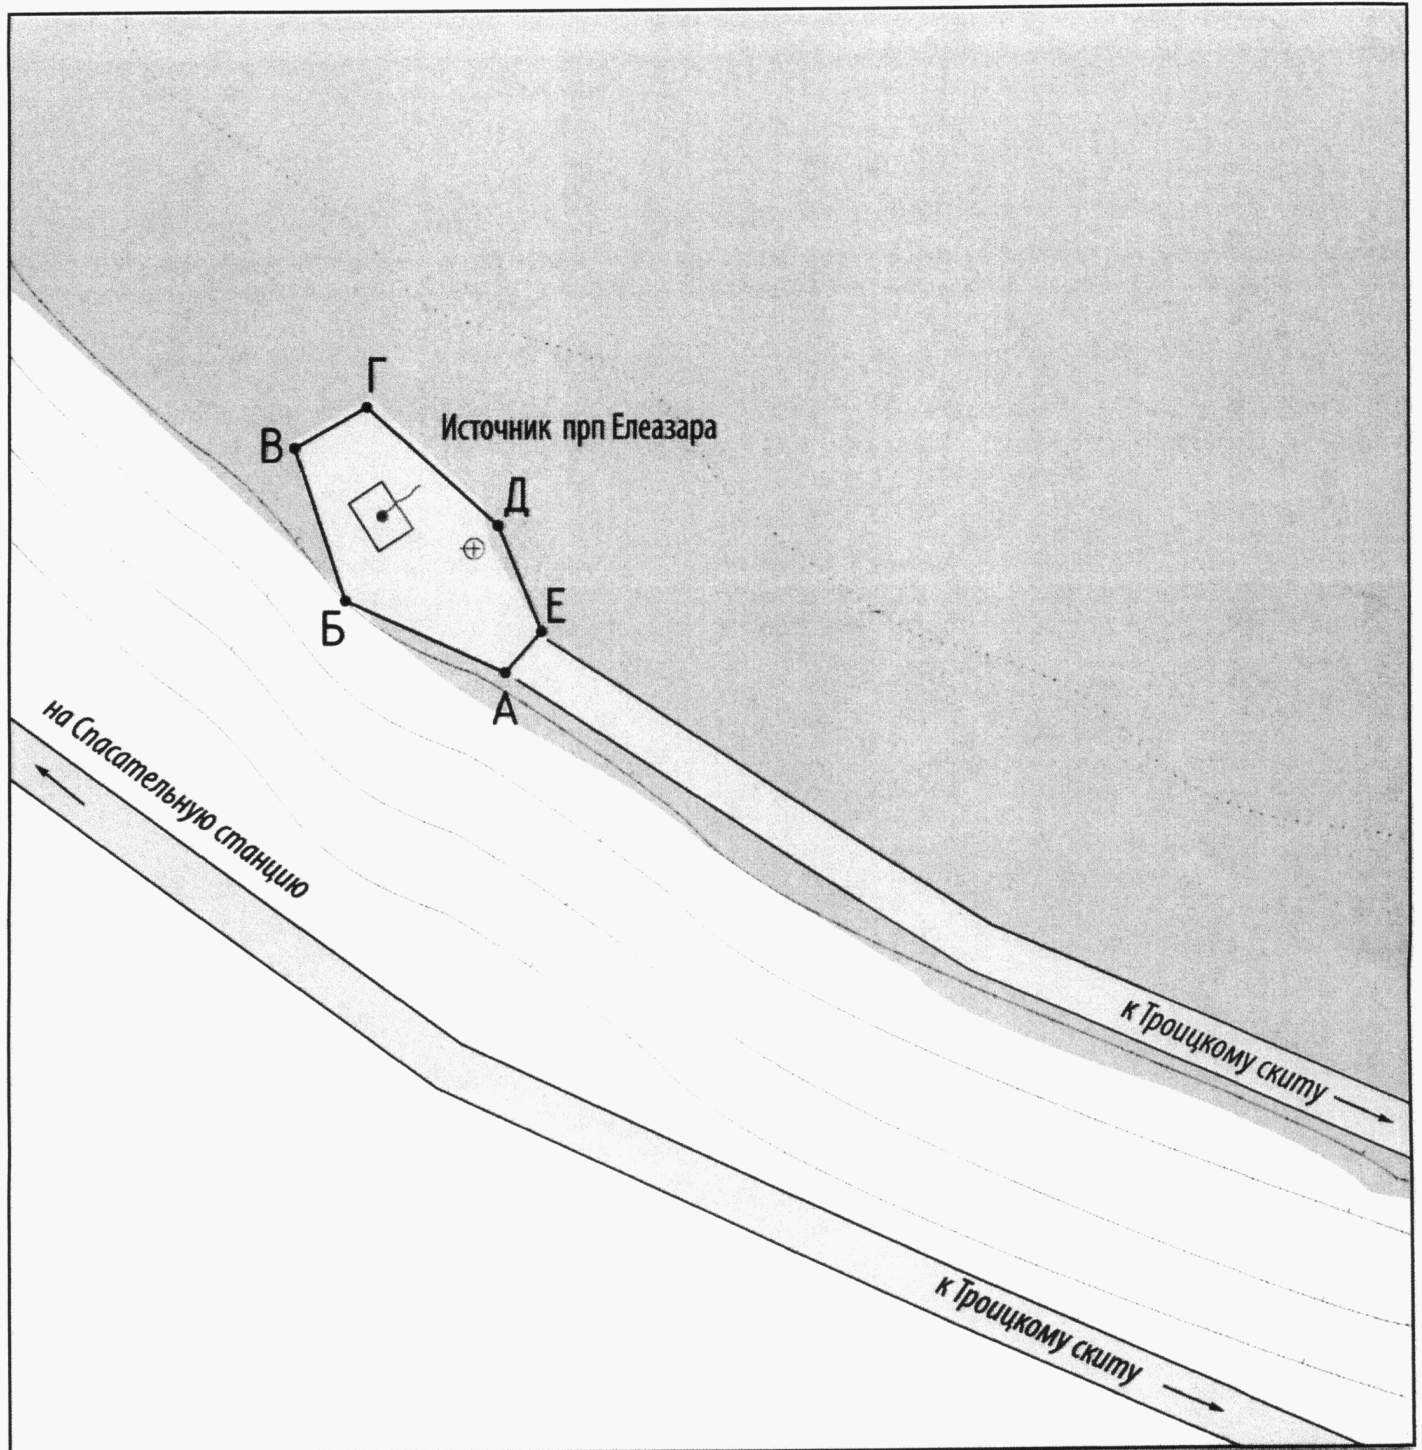 Г
Источник прп Елеазара
В
Д
Е
Б
А
на Спасательную станцию
к Троицкому скиту
к Троицкому скиту